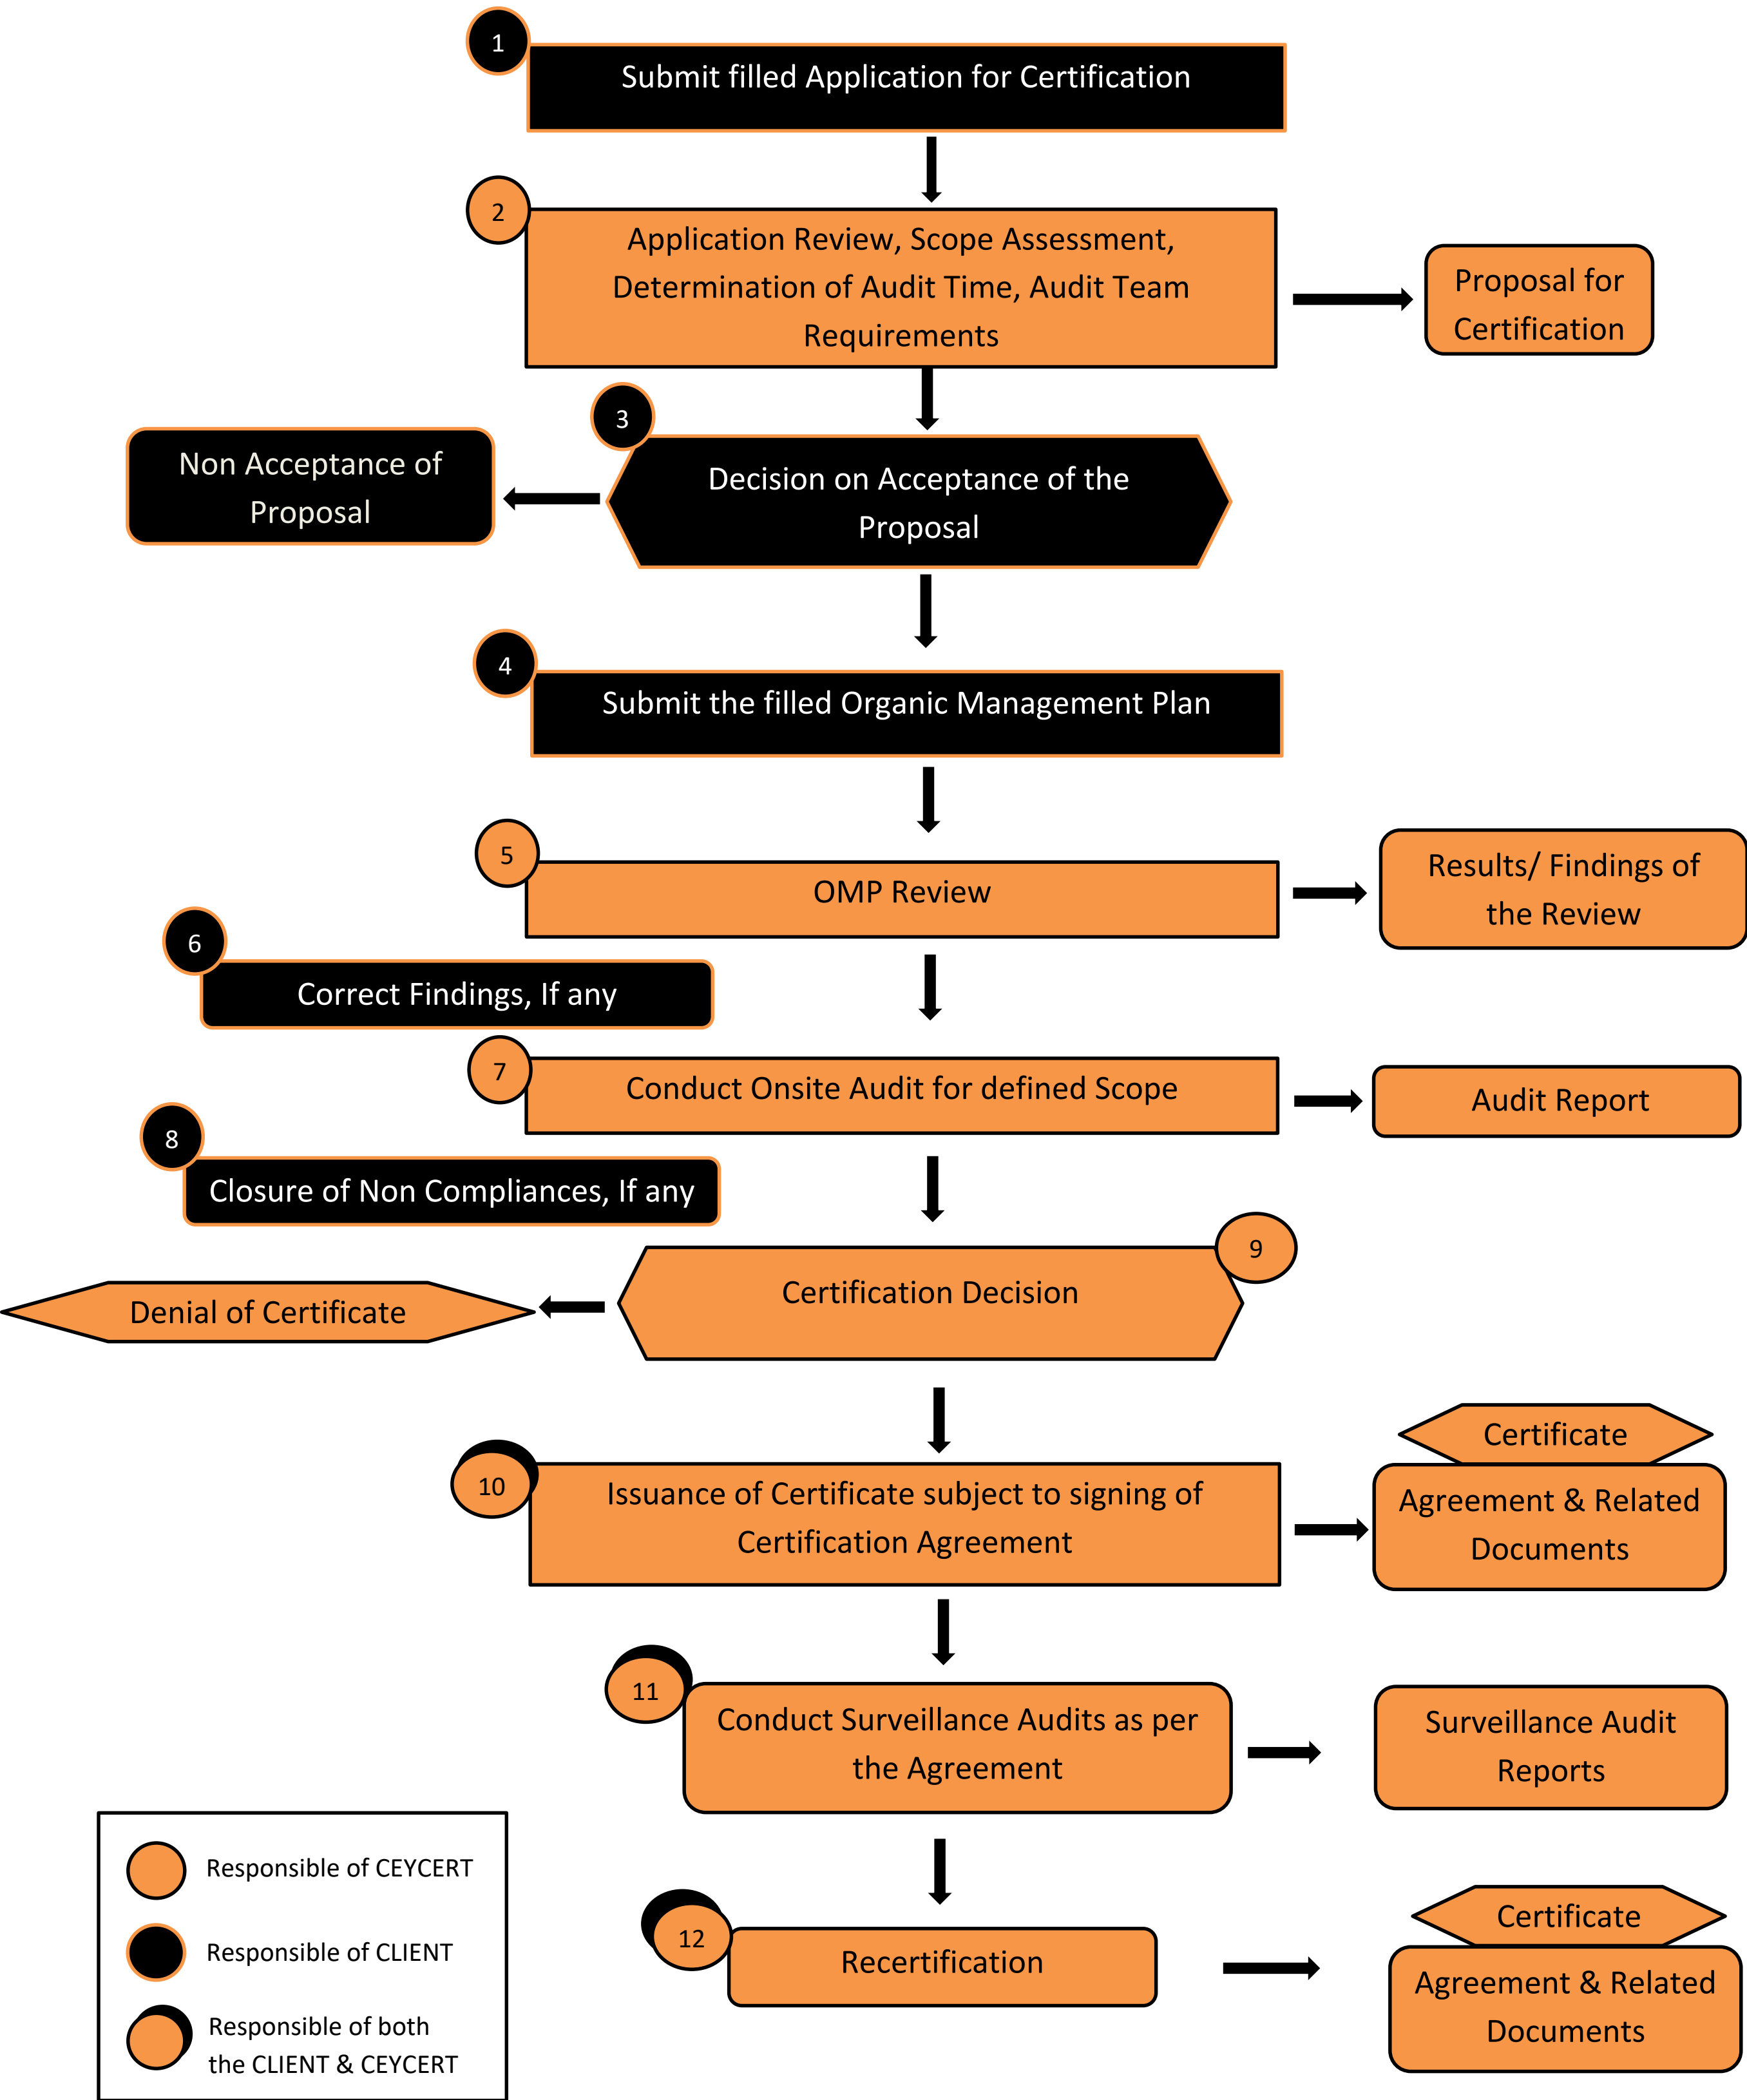 1
Submit filled Application for Certification
2
Application Review, Scope Assessment,
Determination of Audit Time, Audit Team
Requirements
Proposal for
Certification
3
Non Acceptance of
Proposal
Decision on Acceptance of the
Proposal
4
Submit the filled Organic Management Plan
5
OMP Review
Results/ Findings of
the Review
6
Correct Findings, If any
7
Conduct Onsite Audit for defined Scope
Audit Report
8
Closure of Non Compliances, If any
9
Certification Decision
Denial of Certificate
10
Issuance of Certificate subject to signing of
Certification Agreement
Certificate
Agreement & Related
Documents
11
Conduct Surveillance Audits as per
the Agreement
Surveillance Audit
Reports
12
Recertification
Certificate
Agreement & Related
Documents
Responsible of CEYCERT
Responsible of CLIENT
Responsible of both
the CLIENT & CEYCERT